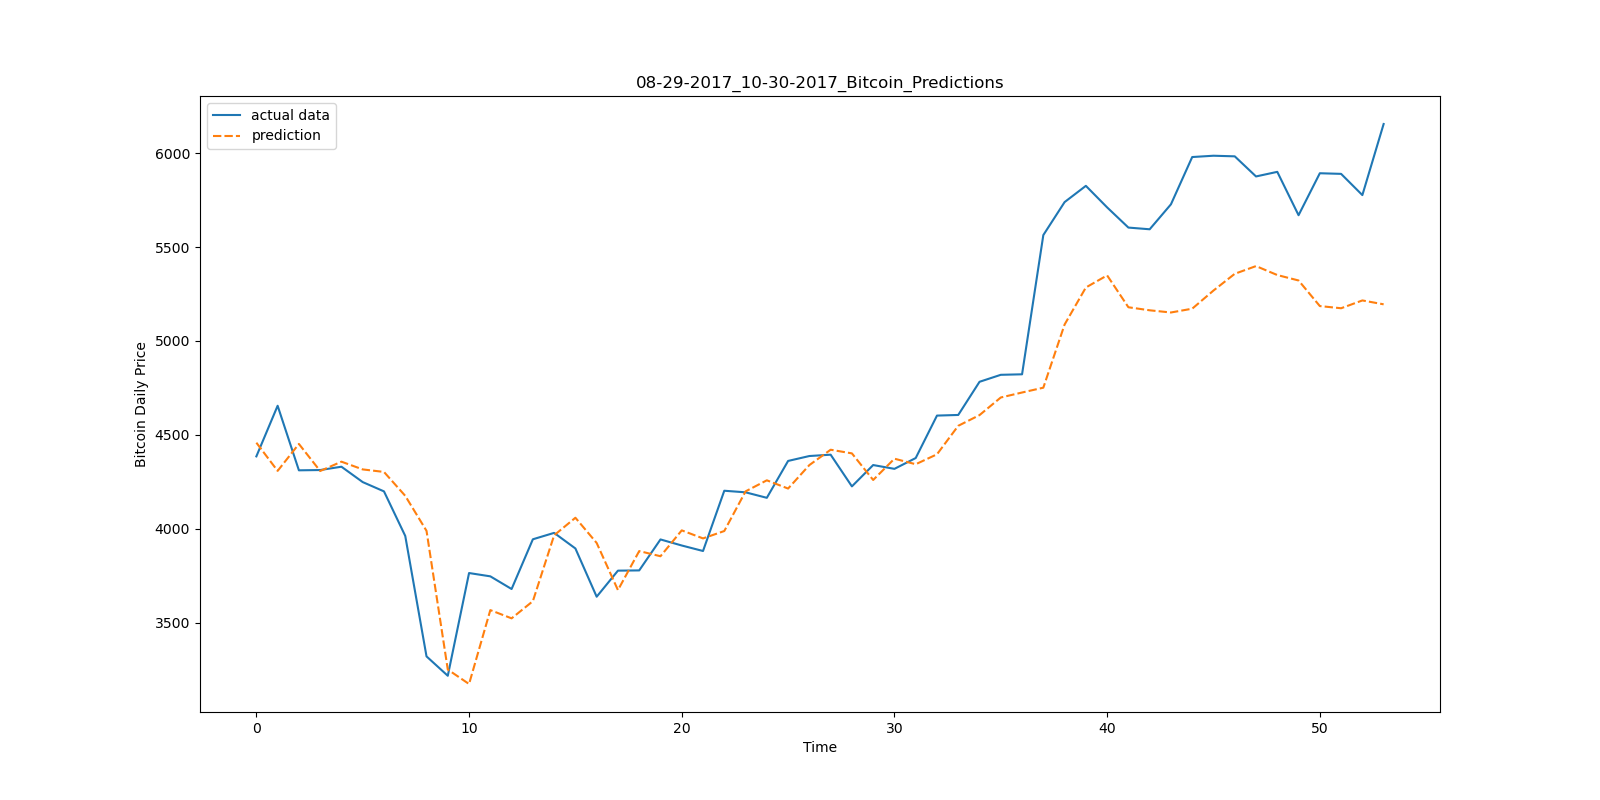 08-29-2017_10-30-2017_Bitcoin_Predictions
actual data
prediction
Bitcoin Daily Price
6000
5500
5000
4500
4000
3500
0 10 20 30 40 50
Time